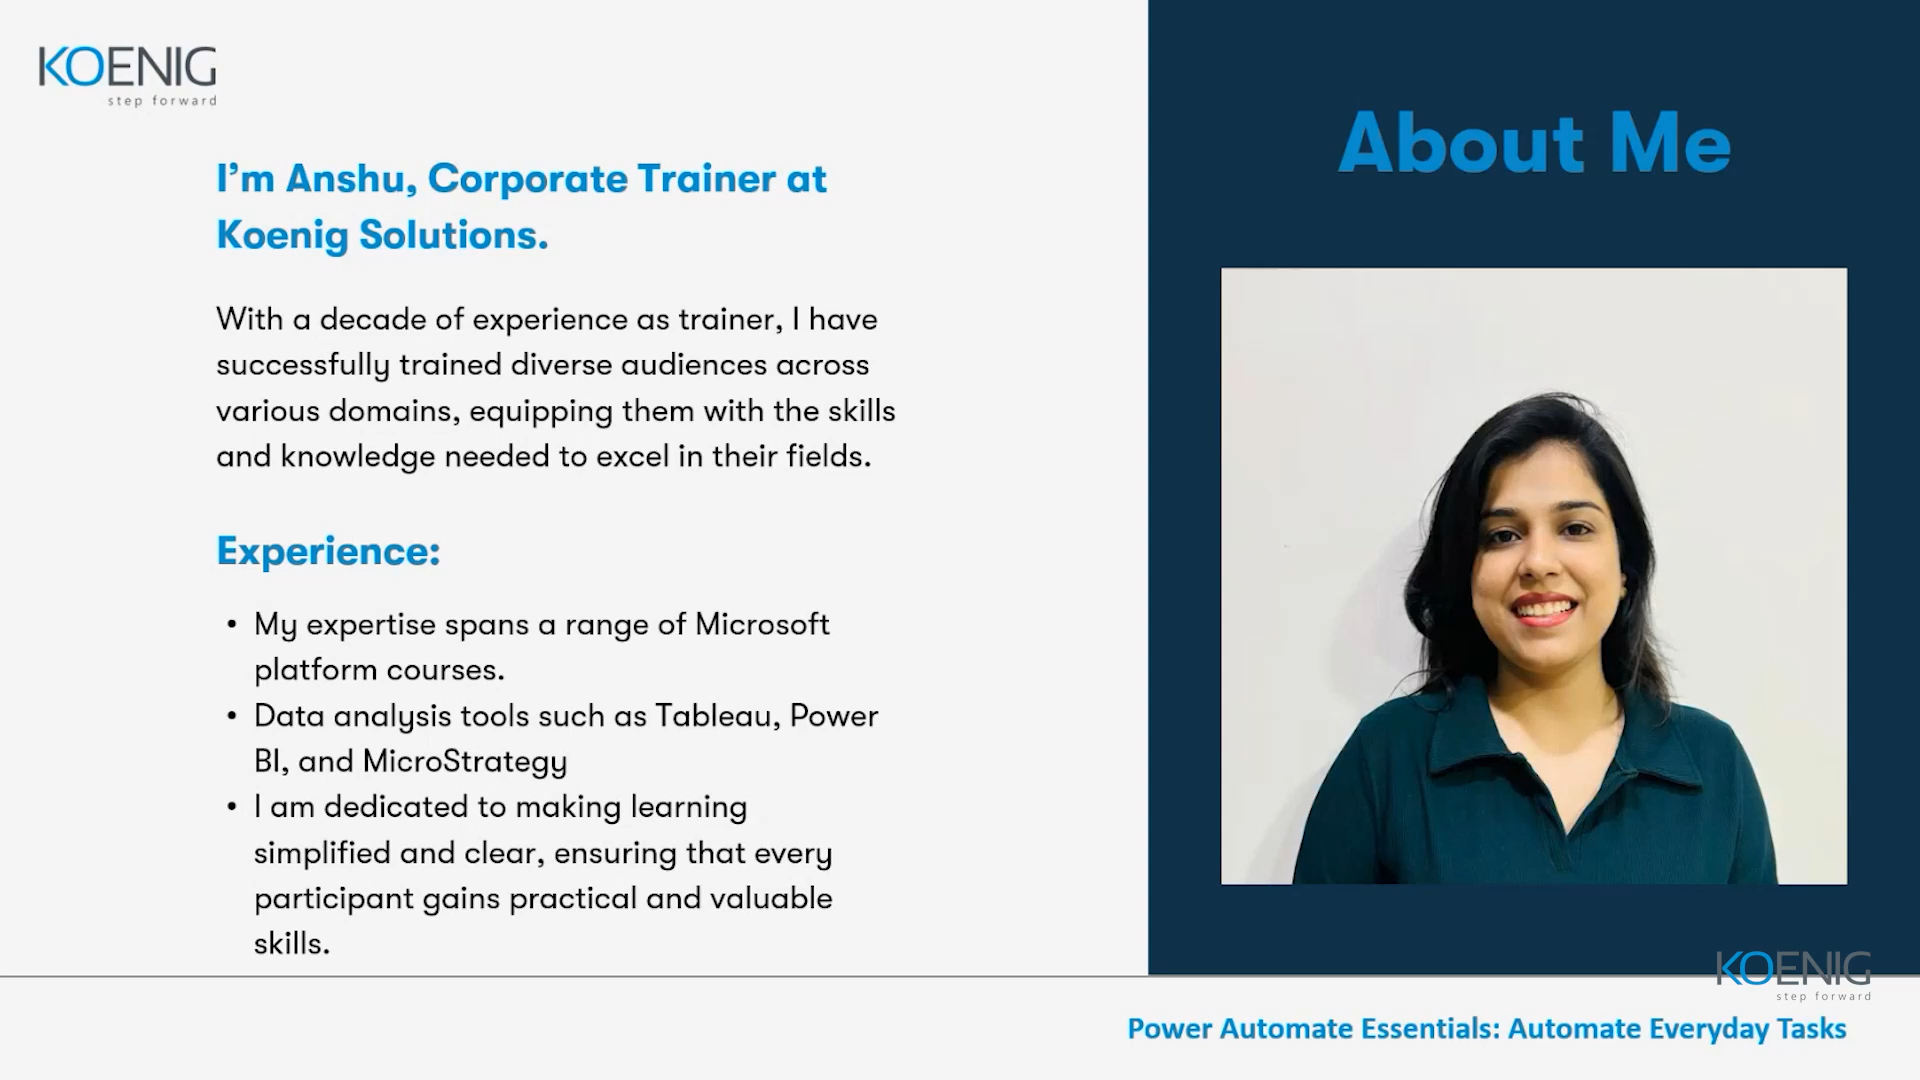 KOENIG
step forward
About Me
I’m Anshu, Corporate Trainer at
Koenig Solutions.
With a decade of experience as trainer, I have
successfully trained diverse audiences across
various domains, equipping them with the skills
and knowledge needed to excel in their fields.
Experience:
• My expertise spans a range of Microsoft
platform courses.
• Data analysis tools such as Tableau, Power
BI, and MicroStrategy
• I am dedicated to making learning
simplified and clear, ensuring that every
participant gains practical and valuable
skills.
KOENIG
step forward
Power Automate Essentials: Automate Everyday Tasks